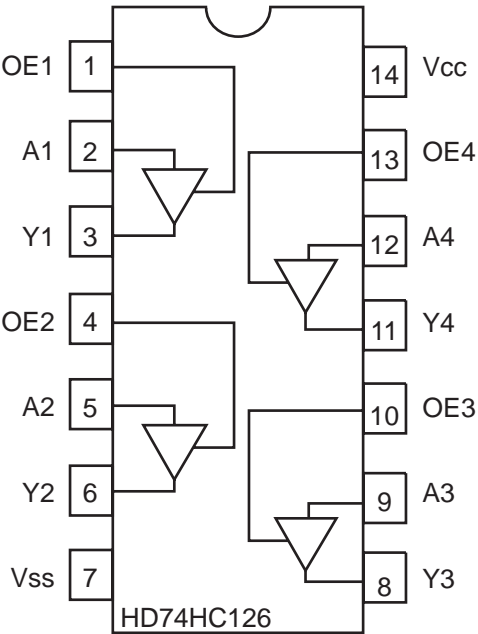 OE1 1
A1 2
Y1 3
OE2 4
A2 5
Y2 6
Vss 7
14 Vcc
13 OE4
12 A4
11 Y4
10 OE3
9 A3
8 Y3
HD74HC126